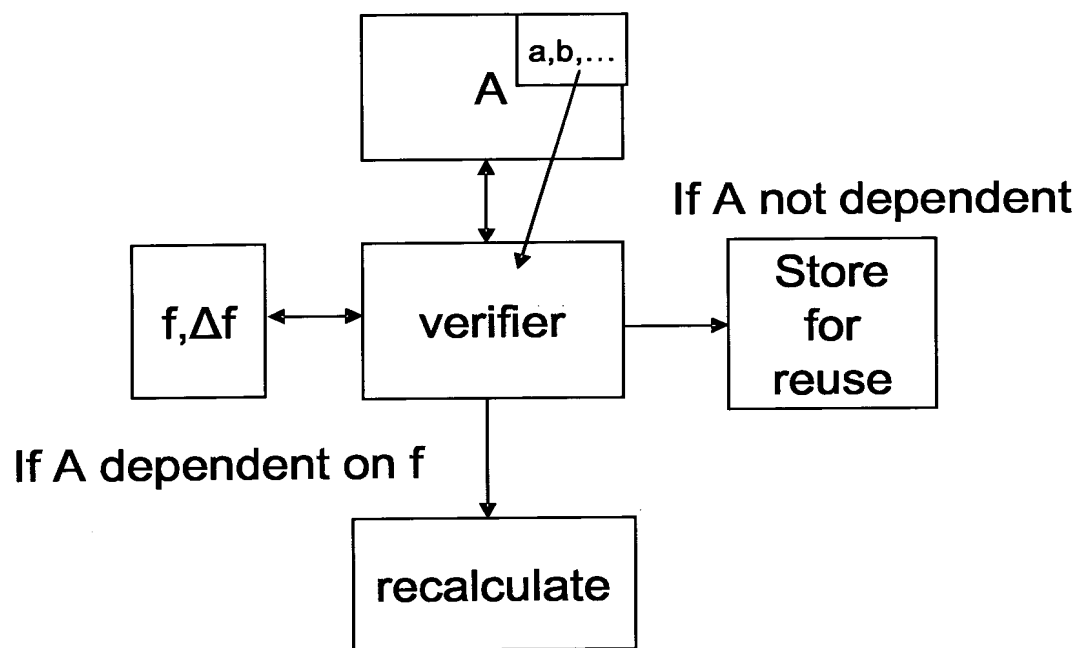 a,b,...
A
If A not dependent
f,Δf
verifier
Store
for
reuse
If A dependent on f
recalculate